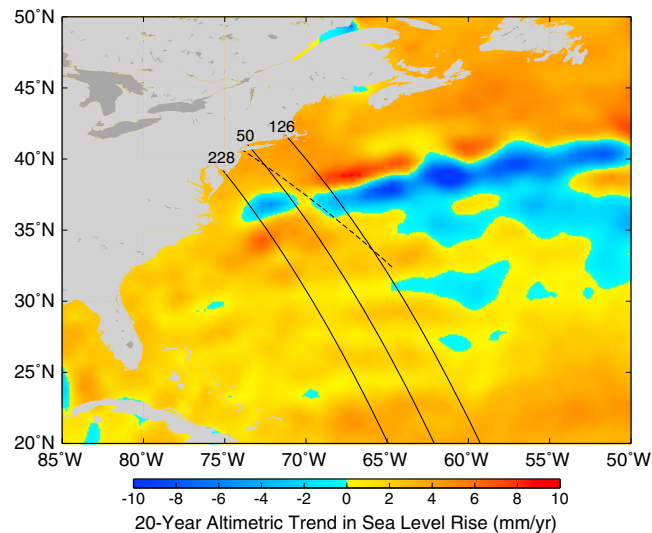 50°N
45°N
40°N
35°N
30°N
25°N
20°N
126
50
228
85°W 80°W 75°W 70°W 65°W 60°W 55°W 50°W
-10 -8 -6 -4 -2 0 2 4 6 8 10
20-Year Altimetric Trend in Sea Level Rise (mm/yr)